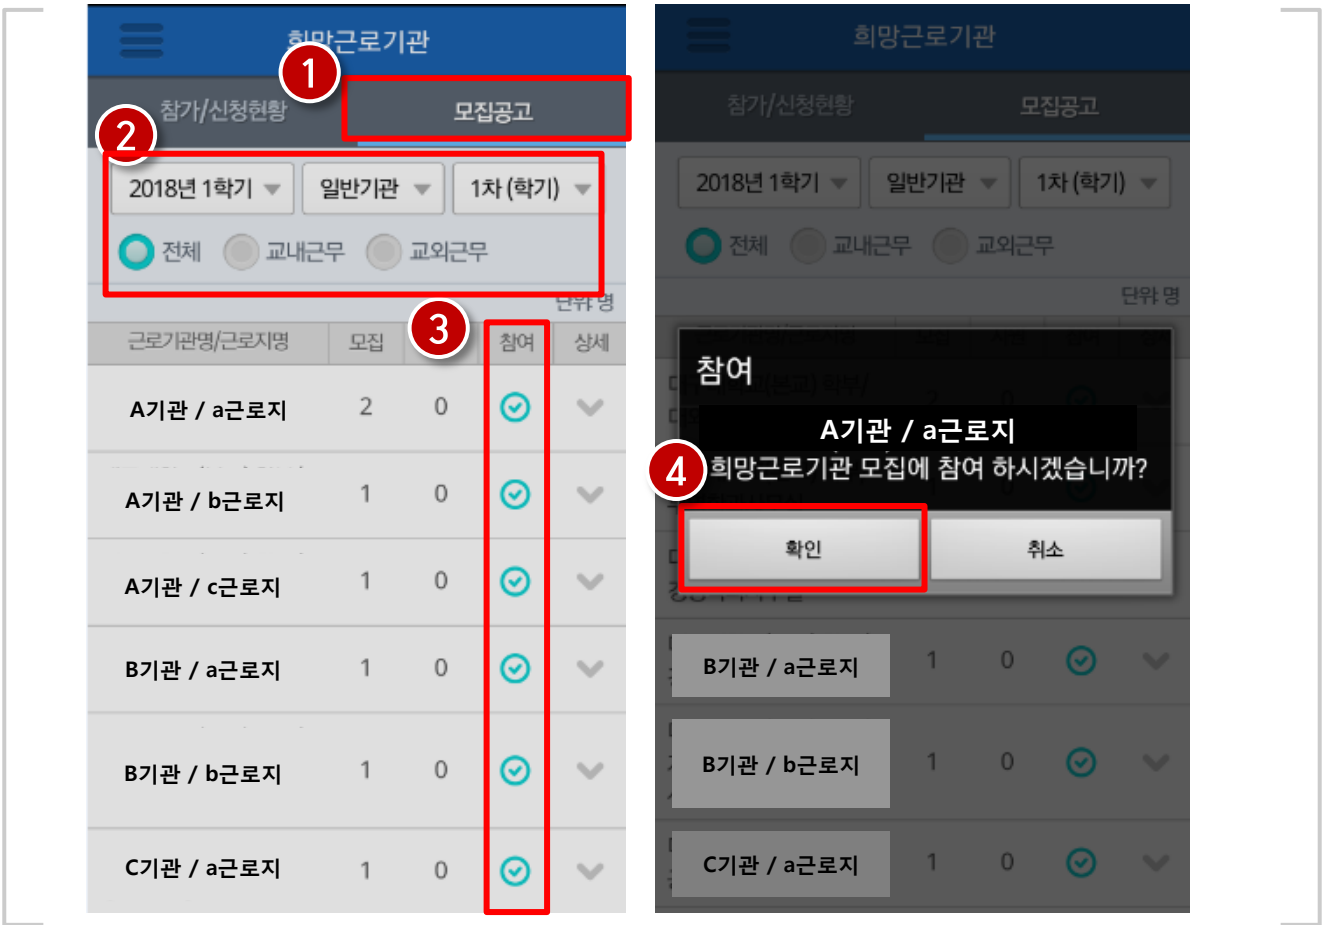 희망근로기관
1
참가/신청현황
모집공고
2
2018년 1학기
일반기관
1차 (학기)
전체
교내근무
교외근무
단위: 명
3
근로기관명/근로지명
모집
참여
상세
A기관 / a근로지
2
0
A기관 / b근로지
1
0
A기관 / c근로지
1
0
B기관 / a근로지
1
0
B기관 / b근로지
1
0
C기관 / a근로지
1
0
희망근로기관
참가/신청현황
모집공고
2018년 1학기
일반기관
1차 (학기)
전체
교내근무
교외근무
단위: 명
참여
A기관 / a근로지
4
희망근로기관 모집에 참여 하시겠습니까?
확인
취소
B기관 / a근로지
1
0
B기관 / b근로지
1
0
C기관 / a근로지
1
0